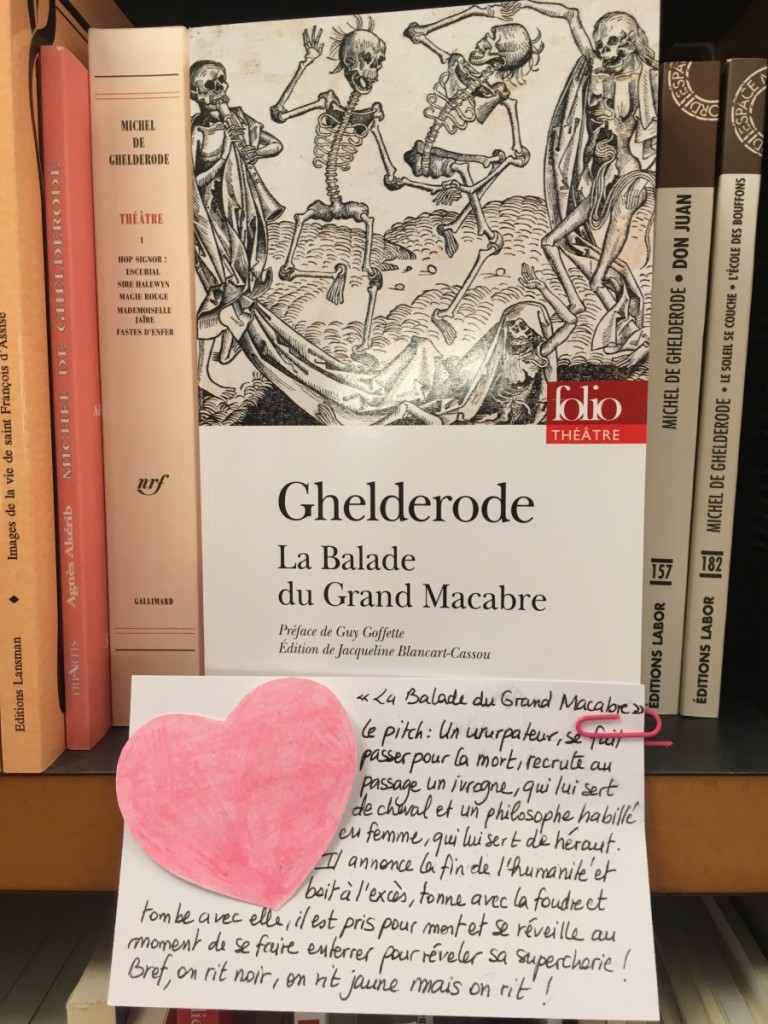 Images de la vie de saint François d'Assise
◆
Editions Lansman
MICHEL DE GHELDERODE
Agnès Akérib
TRIARTIS
MICHEL
DE
GHELDERODE
THÉÂTRE
I
HOP SIGNOR !
ESCURIAL
SIRE HALEWYN
MAGIE ROUGE
MADEMOISELLE
JAÏRE
FASTES D'ENFER
nrf
GALLIMARD
folio
THÉÂTRE
Ghelderode
La Balade
du Grand Macabre
Préface de Guy Goffette
Édition de Jacqueline Blancart-Cassou
MICHEL DE GHELDERODE • DON JUAN
157
ÉDITIONS LABOR
ESPACE NORD
MICHEL DE GHELDERODE • LE SOLEIL SE COUCHE • L'ÉCOLE DES BOUFFONS
182
ÉDITIONS LABOR
« La Balade du Grand Macabre »
Le pitch : Un usurpateur, se fait
passer pour la mort, recrute au
passage un ivrogne, qui lui sert
de cheval et un philosophe habillé
en femme, qui lui sert de héraut.
Il annonce la fin de l'humanité et
boit à l'excès, tonne avec la foudre et
tombe avec elle, il est pris pour mort et se réveille au
moment de se faire enterrer pour révéler sa supercherie !
Bref, on rit noir, on rit jaune mais on rit !